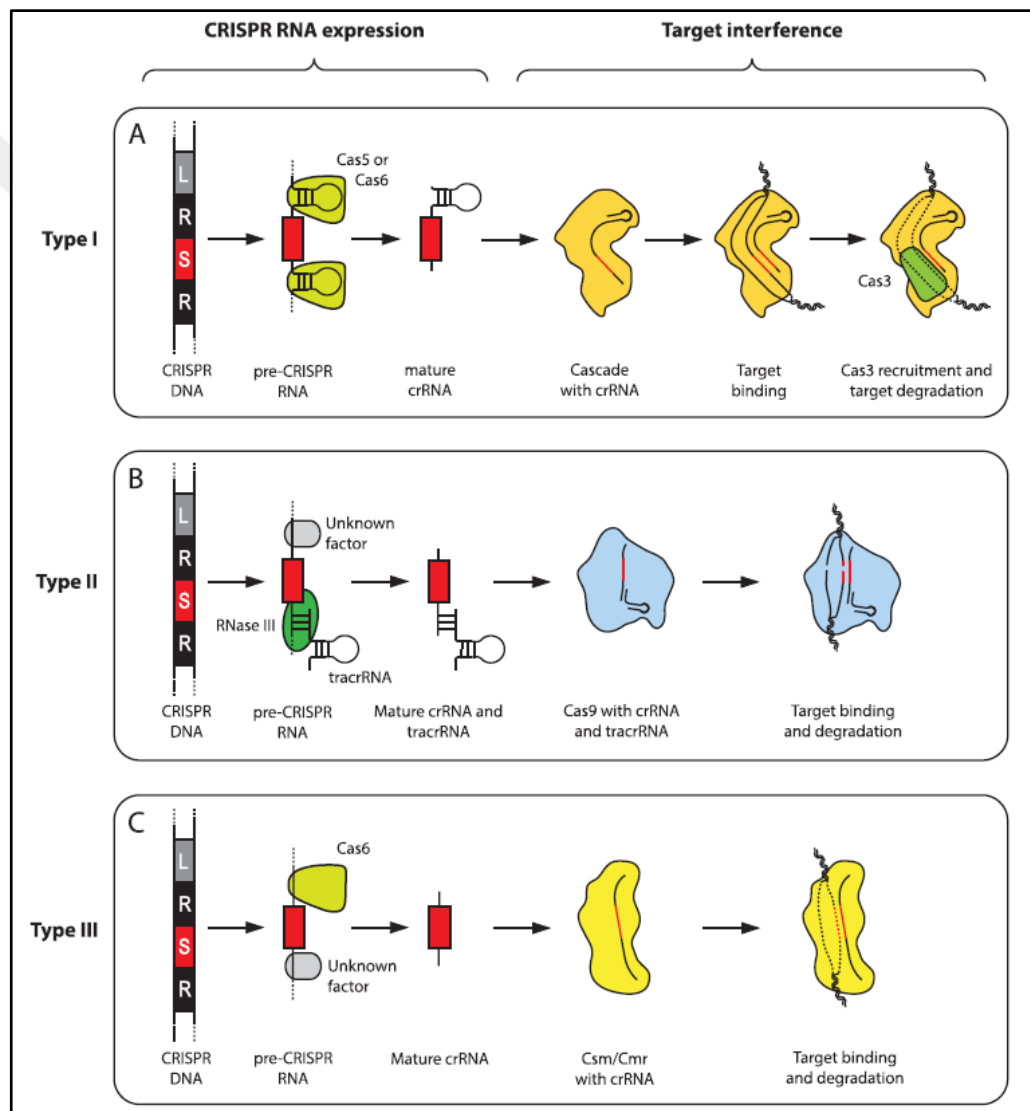 CRISPR RNA expression
Target interference
Type I
A
L
R
S
R
Cas5 or
Cas6
Cas3
CRISPR
DNA
pre-CRISPR
RNA
mature
crRNA
Cascade
with crRNA
Target
binding
Cas3 recruitment and
target degradation
Type II
B
L
R
S
R
Unknown
factor
RNase III
tracrRNA
CRISPR
DNA
pre-CRISPR
RNA
Mature crRNA and
tracrRNA
Cas9 with crRNA
and tracrRNA
Target binding
and degradation
Type III
C
L
R
S
R
Cas6
Unknown
factor
CRISPR
DNA
pre-CRISPR
RNA
Mature crRNA
Csm/Cmr
with crRNA
Target binding
and degradation